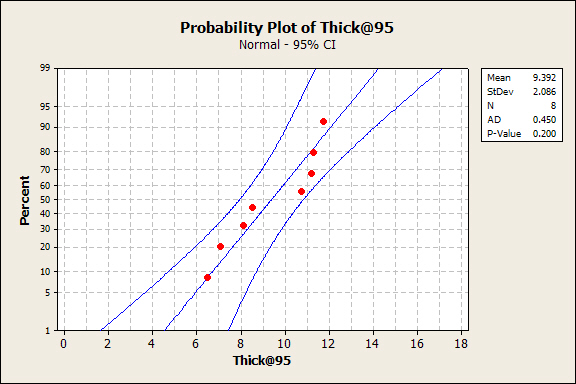 Probability Plot of Thick@95
Normal - 95% CI
Percent
99
95
90
80
70
60
50
40
30
20
10
5
1
0 2 4 6 8 10 12 14 16 18
Thick@95
Mean 9.392
StDev 2.086
N 8
AD 0.450
P-Value 0.200